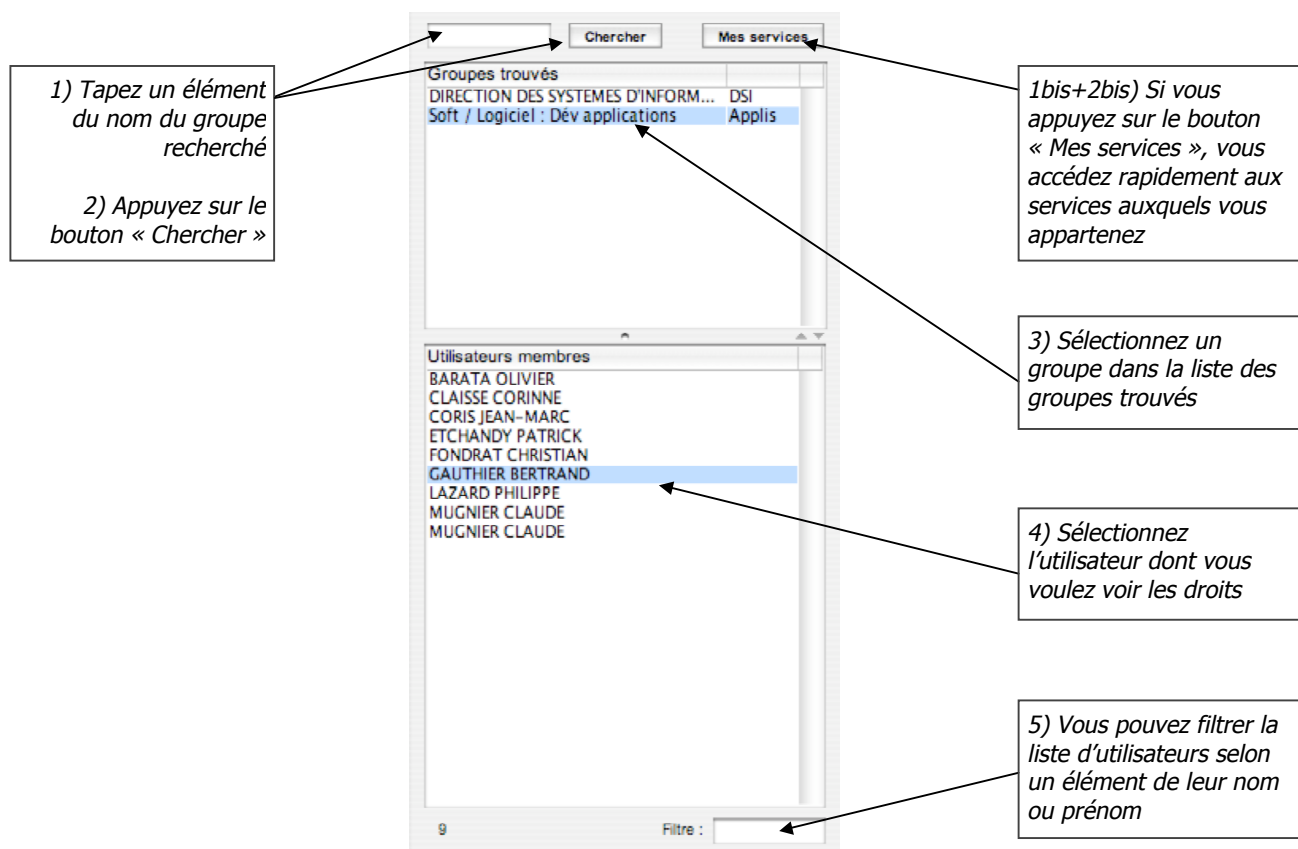 Chercher
Mes services
1) Tapez un élément
du nom du groupe
recherché
2) Appuyez sur le
bouton « Chercher »
Groupes trouvés
DIRECTION DES SYSTEMES D'INFORM... DSI
Soft / Logiciel : Dév applications Applis
1bis+2bis) Si vous
appuyez sur le bouton
« Mes services », vous
accédez rapidement aux
services auxquels vous
appartenez
3) Sélectionnez un
groupe dans la liste des
groupes trouvés
Utilisateurs membres
BARATA OLIVIER
CLAISSE CORINNE
CORIS JEAN-MARC
ETCHANDY PATRICK
FONDRAT CHRISTIAN
GAUTHIER BERTRAND
LAZARD PHILIPPE
MUGNIER CLAUDE
MUGNIER CLAUDE
4) Sélectionnez
l'utilisateur dont vous
voulez voir les droits
5) Vous pouvez filtrer la
liste d'utilisateurs selon
un élément de leur nom
ou prénom
9 Filtre :